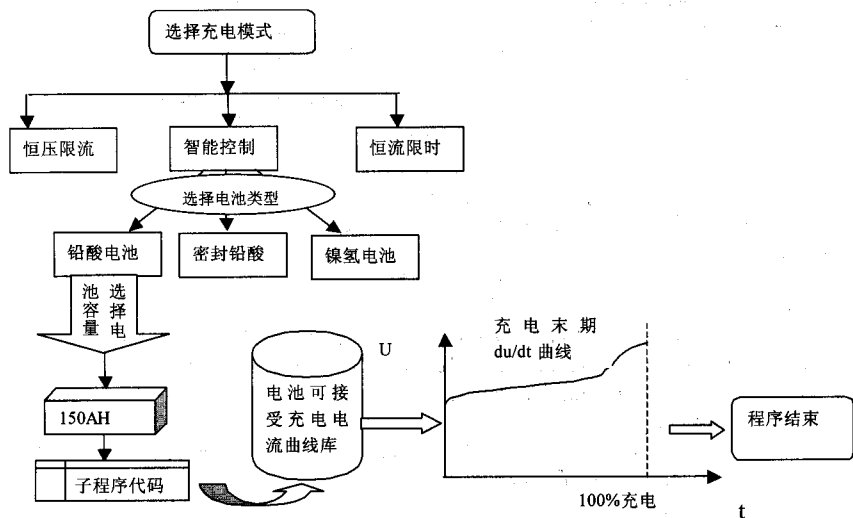 选择充电模式
恒压限流
智能控制
恒流限时
选择电池类型
铅酸电池
密封铅酸
镍氢电池
选择电
池容量
150AH
子程序代码
电池可接
受充电电
流曲线库
U
充电末期
du/dt 曲线
100%充电
t
程序结束